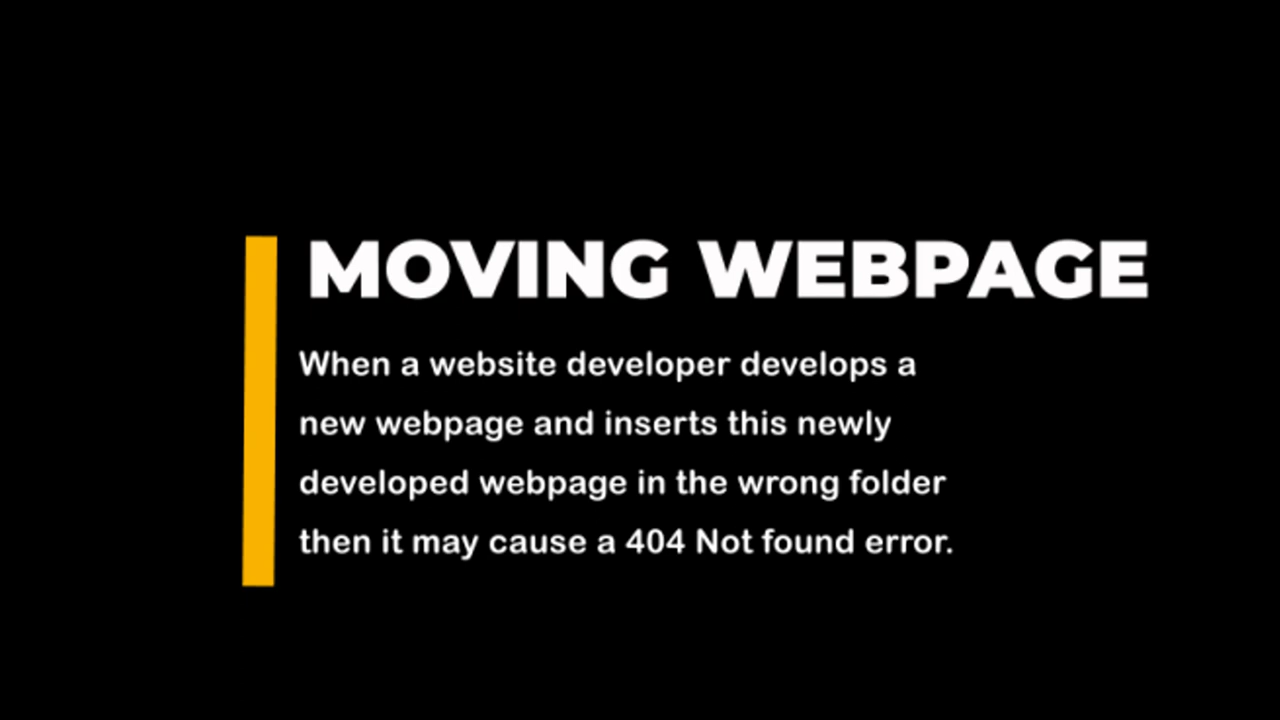 MOVING WEBPAGE
When a website developer develops a
new webpage and inserts this newly
developed webpage in the wrong folder
then it may cause a 404 Not found error.